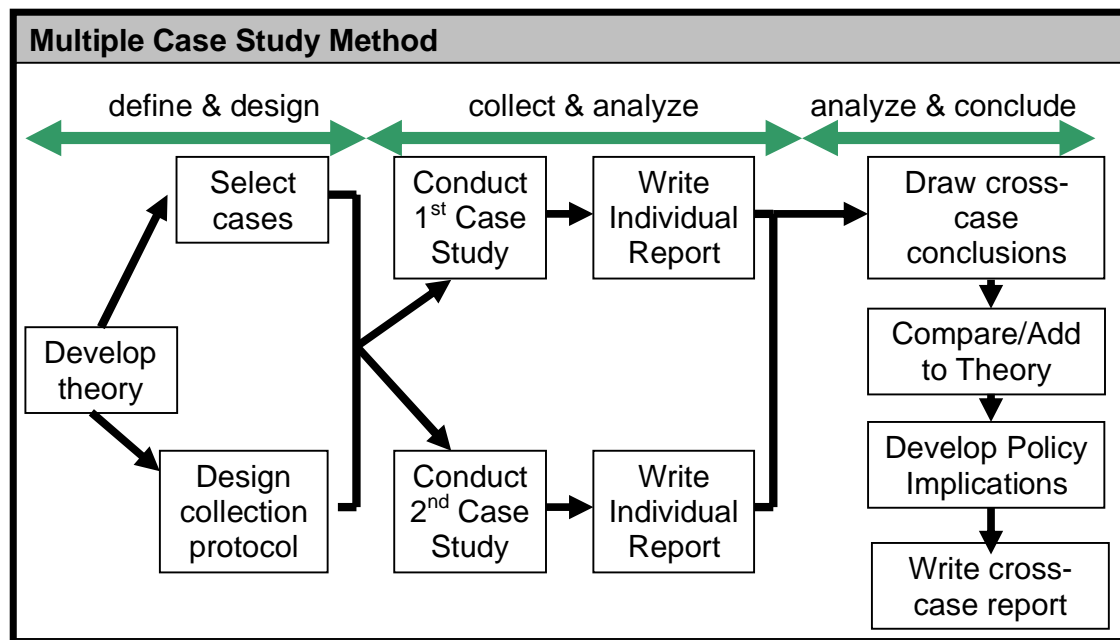 Multiple Case Study Method
define & design
collect & analyze
analyze & conclude
Select
cases
Develop
theory
Design
collection
protocol
Conduct
1st Case
Study
Write
Individual
Report
Conduct
2nd Case
Study
Write
Individual
Report
Draw cross-
case
conclusions
Compare/Add
to Theory
Develop Policy
Implications
Write cross-
case report